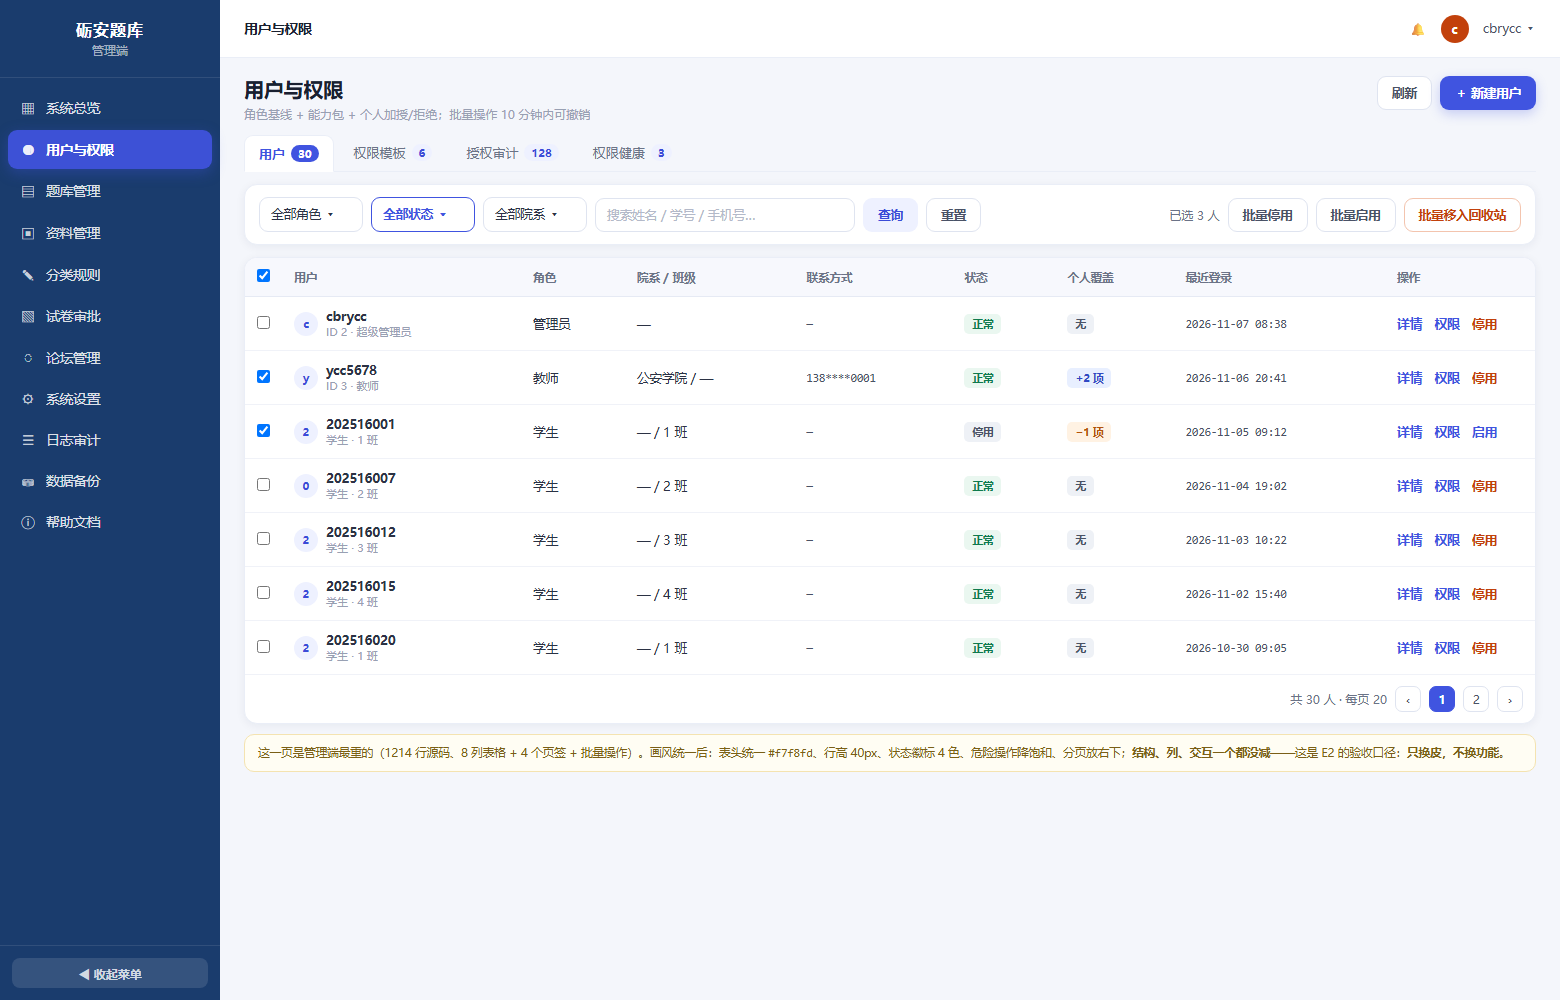 砺安题库
管理端
系统总览
用户与权限
题库管理
资料管理
分类规则
试卷审批
论坛管理
系统设置
日志审计
数据备份
帮助文档
◀ 收起菜单
用户与权限
c cbrycc
用户与权限
角色基线 + 能力包 + 个人加授/拒绝；批量操作 10 分钟内可撤销
刷新 + 新建用户
用户 30 权限模板 6 授权审计 128 权限健康 3
全部角色 全部状态 全部院系 搜索姓名 / 学号 / 手机号... 查询 重置 已选 3 人 批量停用 批量启用 批量移入回收站
用户 角色 院系 / 班级 联系方式 状态 个人覆盖 最近登录 操作
c cbrycc 管理员 — – 正常 无 2026-11-07 08:38 详情 权限 停用
ID 2 · 超级管理员
y ycc5678 教师 公安学院 / — 138****0001 正常 +2 项 2026-11-06 20:41 详情 权限 停用
ID 3 · 教师
2 202516001 学生 — / 1 班 – 停用 −1 项 2026-11-05 09:12 详情 权限 启用
学生 · 1 班
0 202516007 学生 — / 2 班 – 正常 无 2026-11-04 19:02 详情 权限 停用
学生 · 2 班
2 202516012 学生 — / 3 班 – 正常 无 2026-11-03 10:22 详情 权限 停用
学生 · 3 班
2 202516015 学生 — / 4 班 – 正常 无 2026-11-02 15:40 详情 权限 停用
学生 · 4 班
2 202516020 学生 — / 1 班 – 正常 无 2026-10-30 09:05 详情 权限 停用
学生 · 1 班
共 30 人 · 每页 20 ‹ 1 2 ›
这一页是管理端最重的（1214 行源码、8 列表格 + 4 个页签 + 批量操作）。画风统一后：表头统一 #f7f8fd、行高 40px、状态徽标 4 色、危险操作降饱和、分页放右下；结构、列、交互一个都没减——这是 E2 的验收口径：只换皮，不换功能。